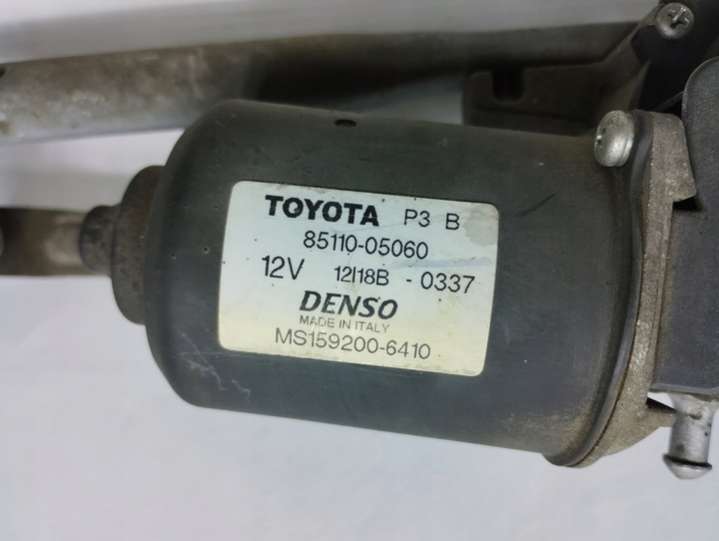 TOYOTA P3 B
85110-05060
12V 12I18B - 0337
DENSO
MADE IN ITALY
MS159200-6410